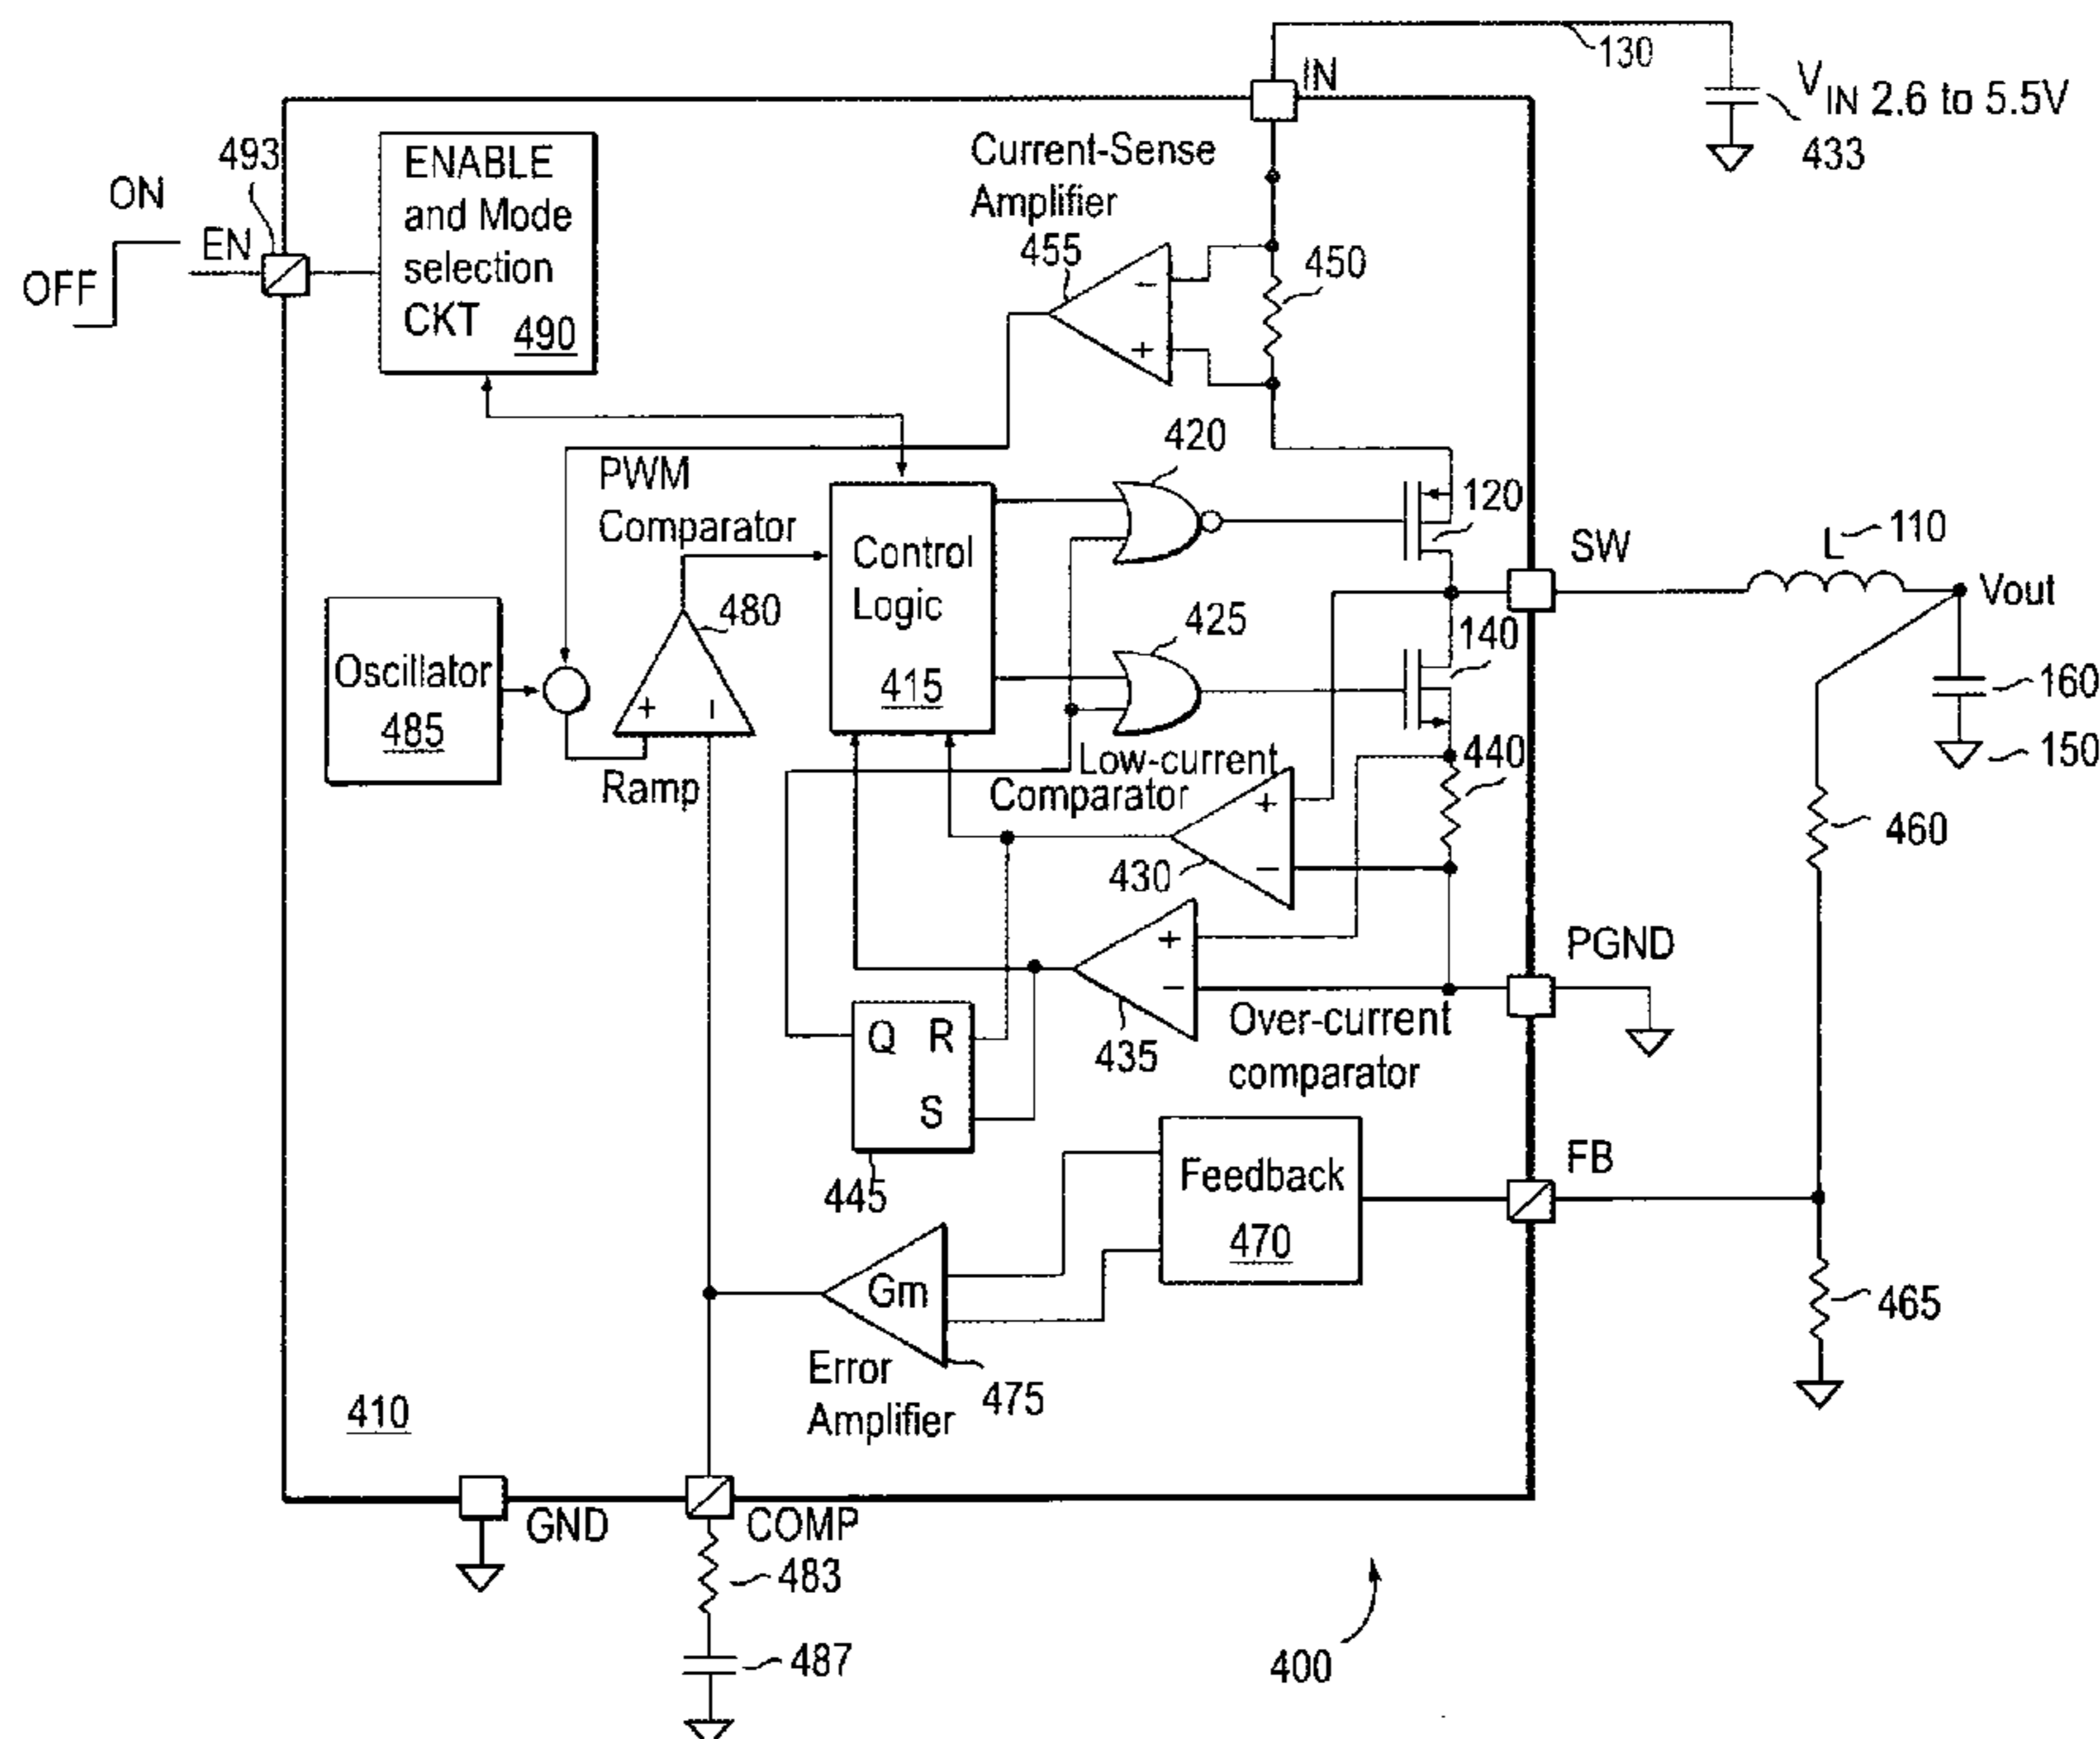 130
IN
V_IN 2.6 to 5.5V
433
493
ON
EN
OFF
ENABLE
and Mode
selection
CKT 490
Current-Sense
Amplifier
455
450
PWM
Comparator
420
120
Control
Logic
415
SW
L 110
Vout
480
425
140
Oscillator
485
+ −
Ramp
160
150
Low-current
Comparator
440
460
430
+
−
PGND
435
Over-current
comparator
Q R
S
445
FB
Feedback
470
Gm
465
Error
Amplifier
475
410
GND
COMP
483
487
400